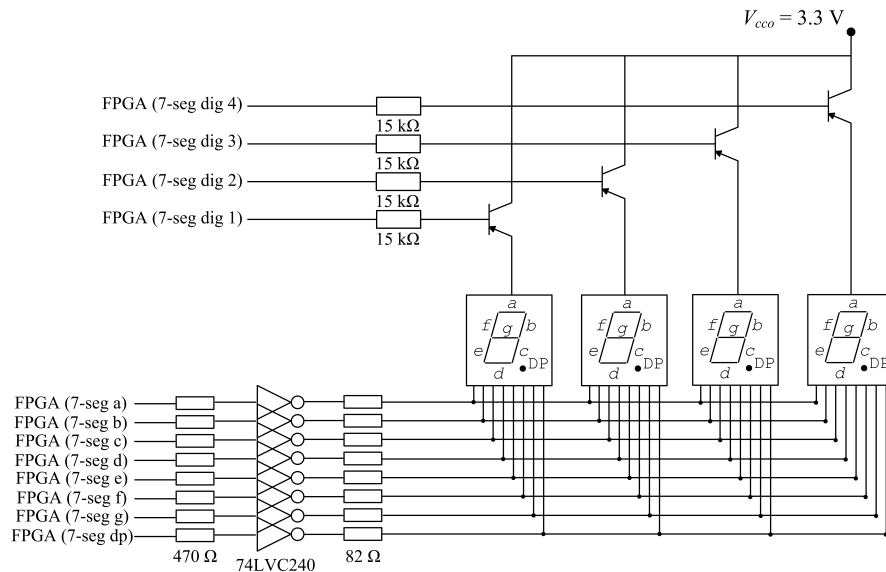 V_cco = 3.3 V
FPGA (7-seg dig 4)
15 kΩ
FPGA (7-seg dig 3)
15 kΩ
FPGA (7-seg dig 2)
15 kΩ
FPGA (7-seg dig 1)
15 kΩ
a a a a
f g b f g b f g b f g b
e c DP e c DP e c DP e c DP
d d d d
FPGA (7-seg a)
FPGA (7-seg b)
FPGA (7-seg c)
FPGA (7-seg d)
FPGA (7-seg e)
FPGA (7-seg f)
FPGA (7-seg g)
FPGA (7-seg dp)
470 Ω 74LVC240 82 Ω